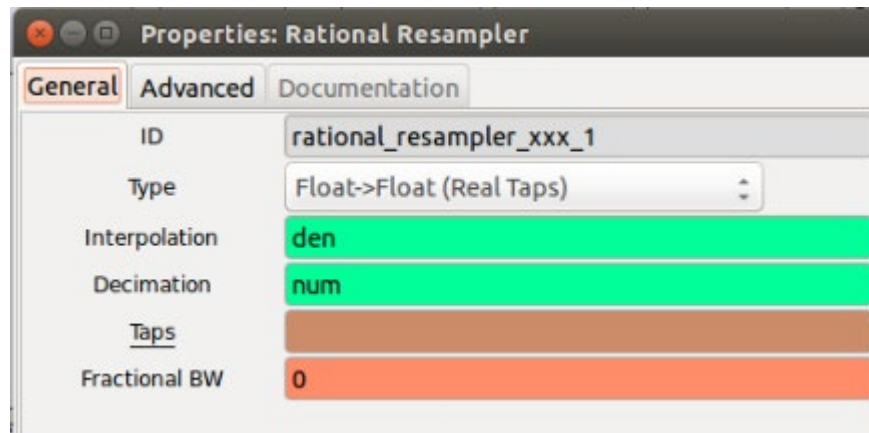 Properties: Rational Resampler
General Advanced Documentation
ID rational_resampler_xxx_1
Type Float->Float (Real Taps)
Interpolation den
Decimation num
Taps
Fractional BW 0